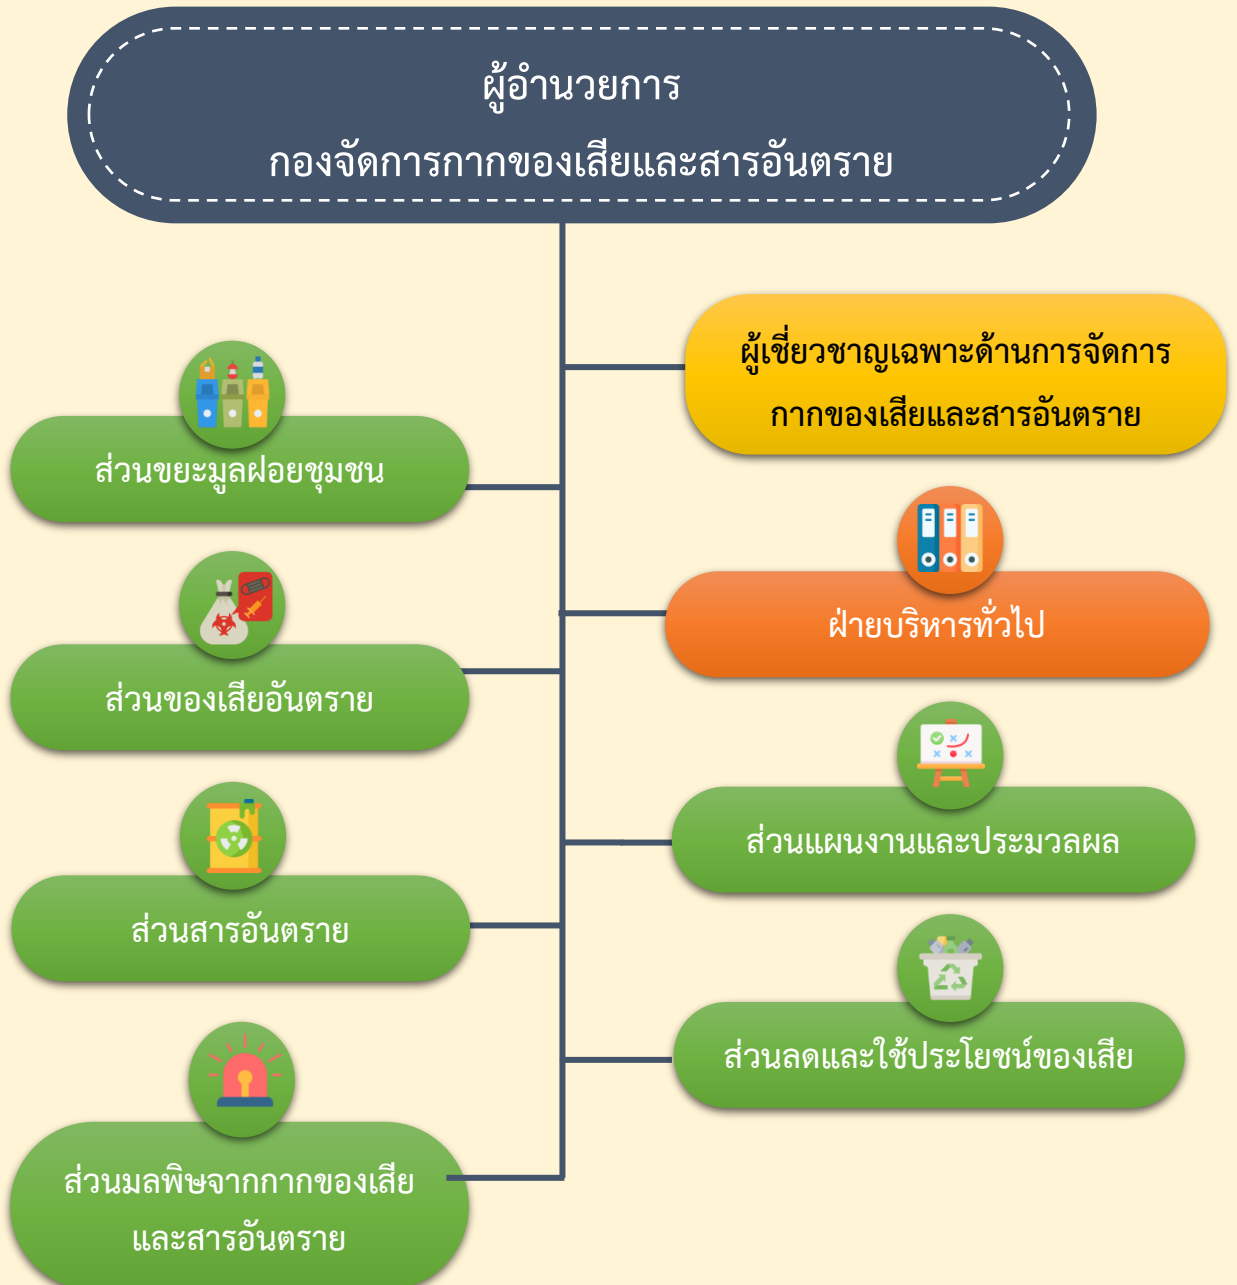 ผู้อำนวยการ
กองจัดการกากของเสียและสารอันตราย
ผู้เชี่ยวชาญเฉพาะด้านการจัดการ
กากของเสียและสารอันตราย
ส่วนขยะมูลฝอยชุมชน
ฝ่ายบริหารทั่วไป
ส่วนของเสียอันตราย
ส่วนแผนงานและประมวลผล
ส่วนสารอันตราย
ส่วนลดและใช้ประโยชน์ของเสีย
ส่วนมลพิษจากกากของเสีย
และสารอันตราย